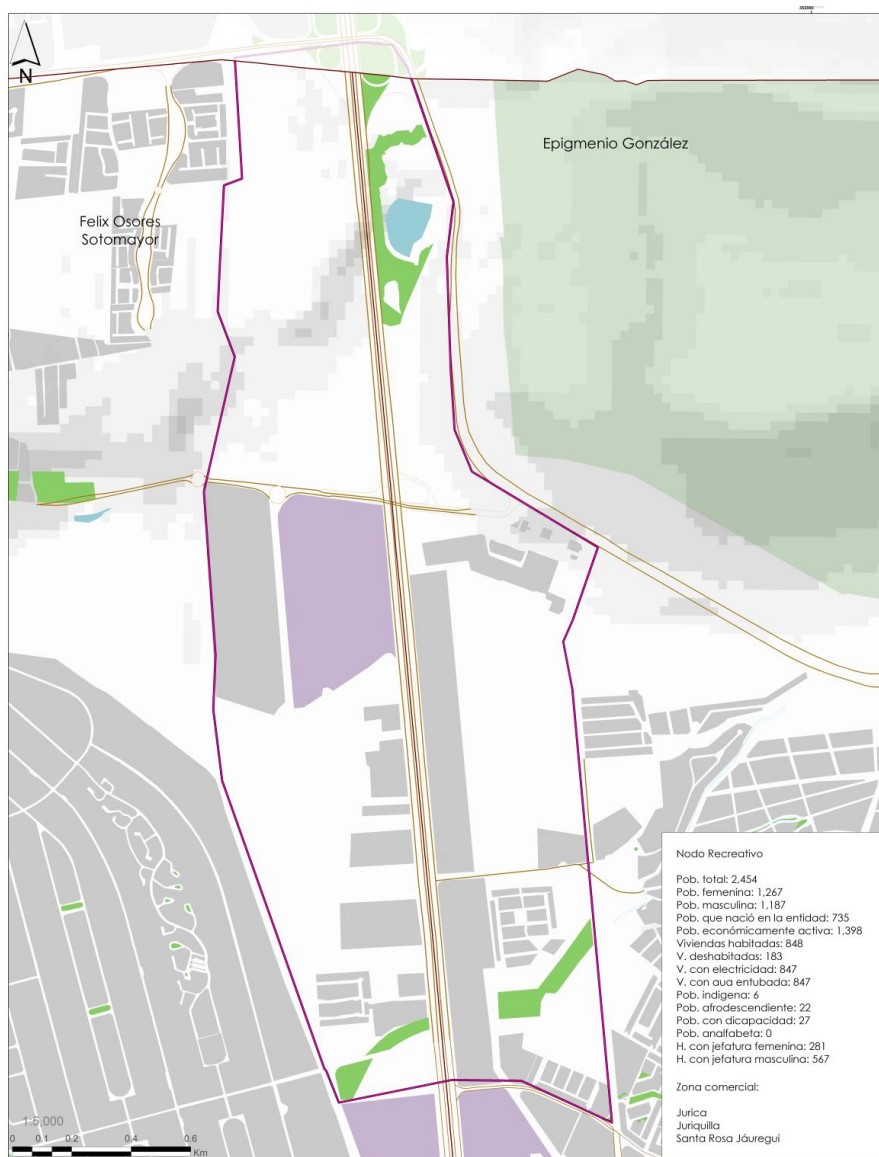 352000
N
Epigmenio González
Felix Osores
Sotomayor
Nodo Recreativo
Pob. total: 2,454
Pob. femenina: 1,267
Pob. masculina: 1,187
Pob. que nació en la entidad: 735
Pob. económicamente activa: 1,398
Viviendas habitadas: 848
V. deshabitadas: 183
V. con electricidad: 847
V. con aua entubada: 847
Pob. indigena: 6
Pob. afrodescendiente: 22
Pob. con dicapacidad: 27
Pob. analfabeta: 0
H. con jefatura femenina: 281
H. con jefatura masculina: 567
Zona comercial:
Jurica
Juriquilla
Santa Rosa Jáuregui
1:5,000
0 0.1 0.2 0.4 0.6
Km